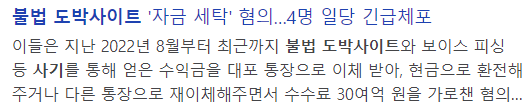 불법 도박사이트 '자금 세탁' 혐의...4명 일당 긴급체포
이들은 지난 2022년 8월부터 최근까지 불법 도박사이트와 보이스 피싱
등 사기를 통해 얻은 수익금을 대포 통장으로 이체 받아, 현금으로 환전해
주거나 다른 통장으로 재이체해주면서 수수료 30여억 원을 가로챈 혐의...